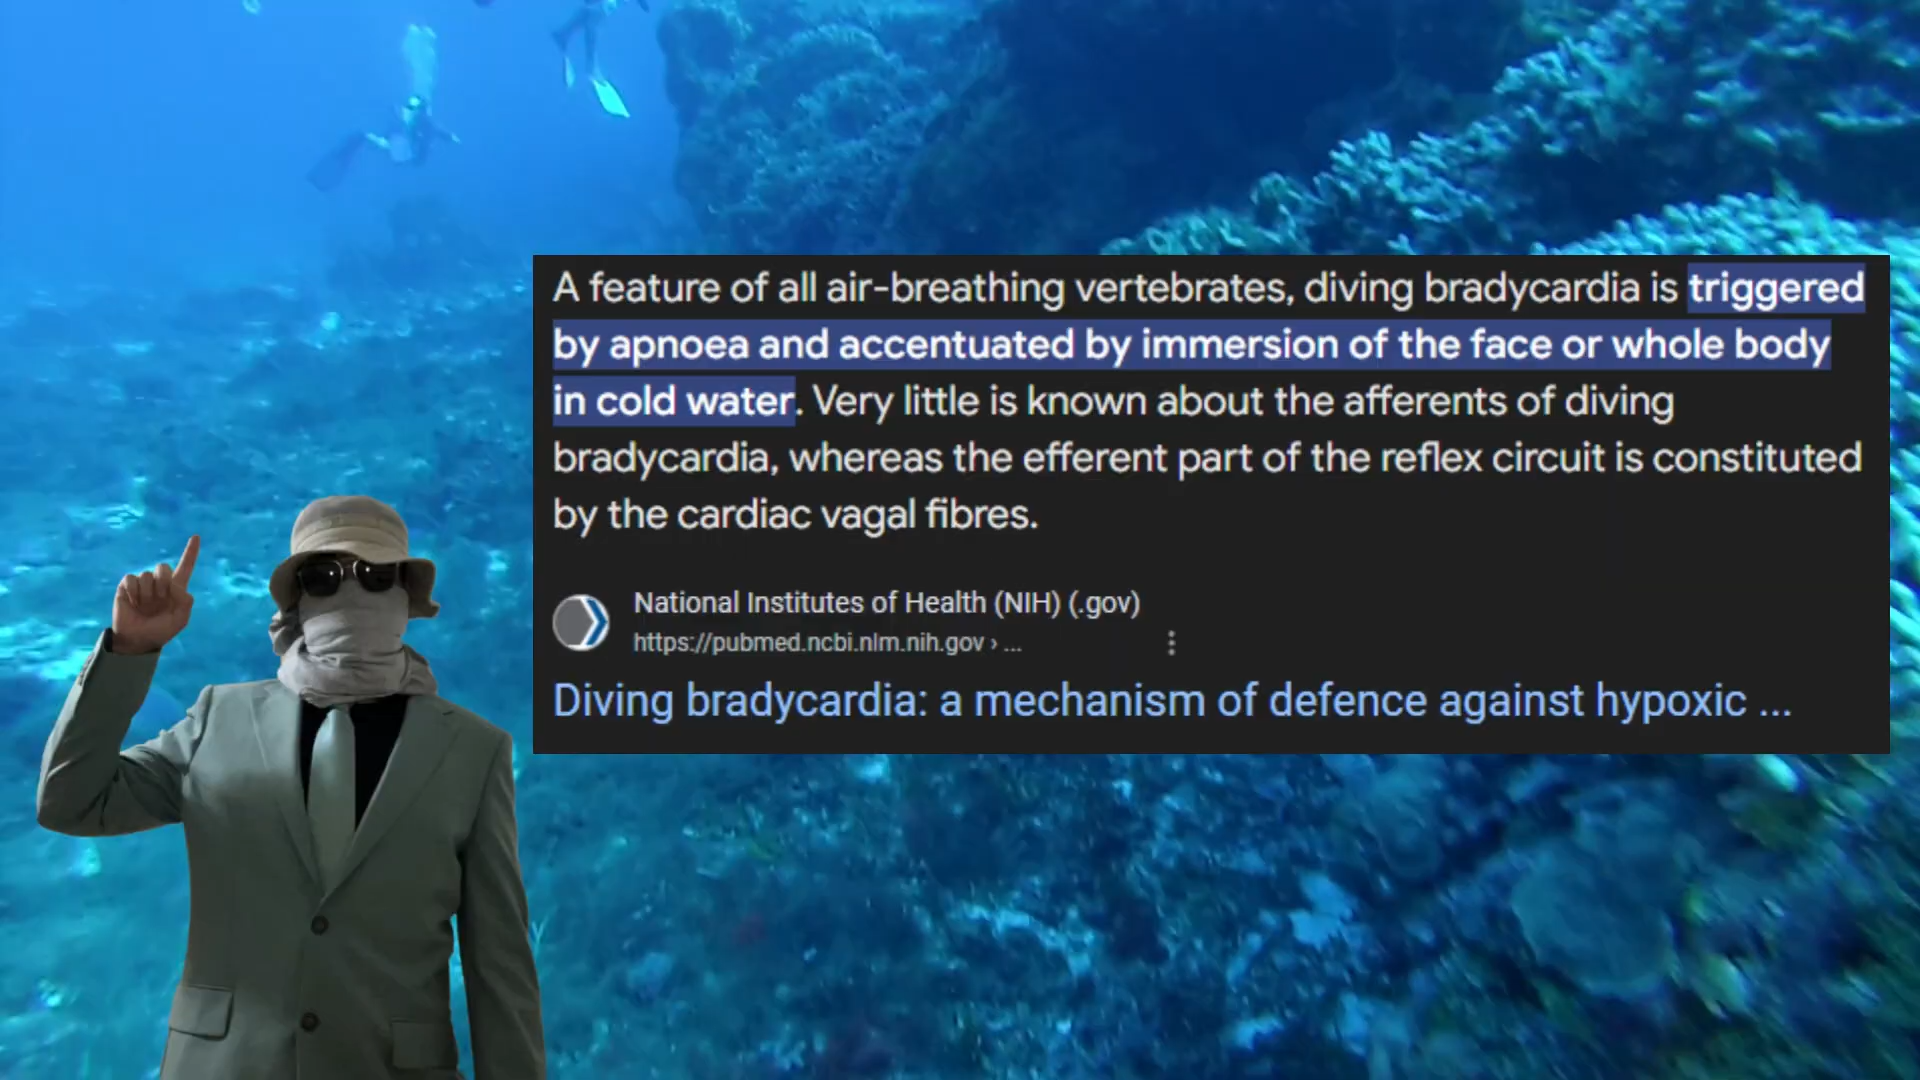 A feature of all air-breathing vertebrates, diving bradycardia is triggered
by apnoea and accentuated by immersion of the face or whole body
in cold water. Very little is known about the afferents of diving
bradycardia, whereas the efferent part of the reflex circuit is constituted
by the cardiac vagal fibres.
National Institutes of Health (NIH) (.gov)
https://pubmed.ncbi.nlm.nih.gov › ...
Diving bradycardia: a mechanism of defence against hypoxic ...